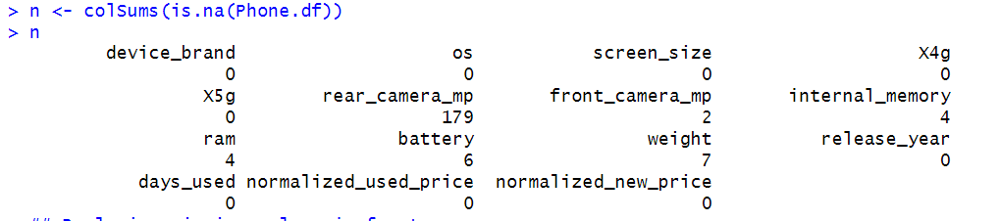 > n <- colSums(is.na(Phone.df))
> n
device_brand os screen_size X4g
0 0 0 0
X5g rear_camera_mp front_camera_mp internal_memory
0 179 2 4
ram battery weight release_year
4 6 7 0
days_used normalized_used_price normalized_new_price
0 0 0